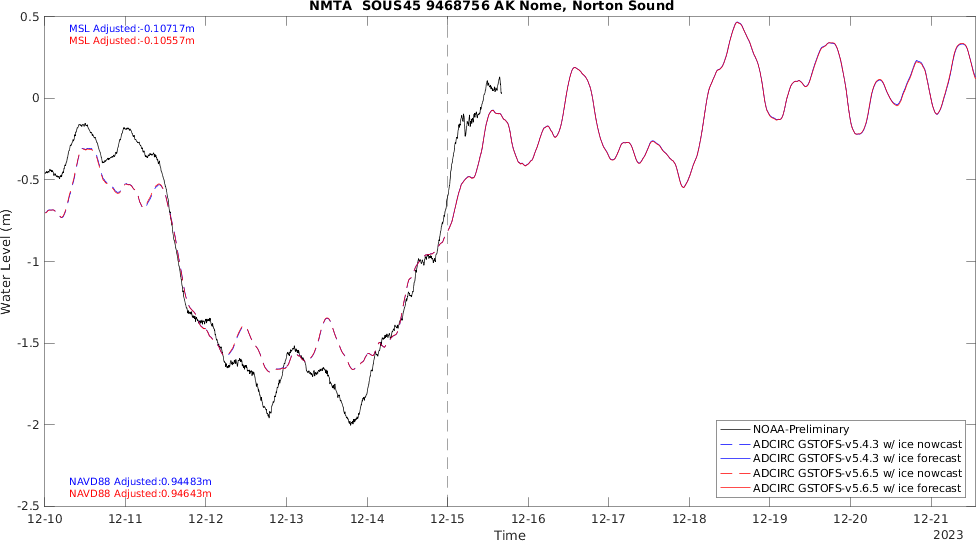 NMTA  SOUS45 9468756 AK Nome, Norton Sound
MSL Adjusted:-0.10717m
MSL Adjusted:-0.10557m
0.5
0
-0.5
-1
-1.5
-2
-2.5
Water Level (m)
NAVD88 Adjusted:0.94483m
NAVD88 Adjusted:0.94643m
NOAA-Preliminary
ADCIRC GSTOFS-v5.4.3 w/ ice nowcast
ADCIRC GSTOFS-v5.4.3 w/ ice forecast
ADCIRC GSTOFS-v5.6.5 w/ ice nowcast
ADCIRC GSTOFS-v5.6.5 w/ ice forecast
12-10 12-11 12-12 12-13 12-14 12-15 12-16 12-17 12-18 12-19 12-20 12-21
Time
2023